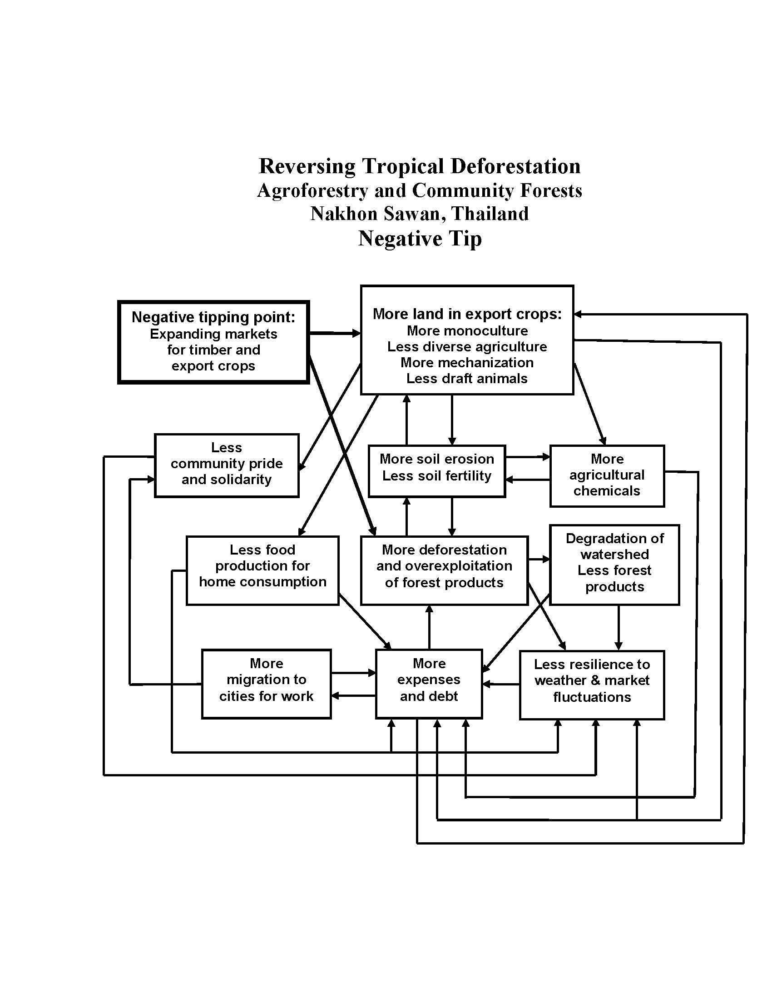 Reversing Tropical Deforestation
Agroforestry and Community Forests
Nakhon Sawan, Thailand
Negative Tip
Negative tipping point:
Expanding markets
for timber and
export crops
More land in export crops:
More monoculture
Less diverse agriculture
More mechanization
Less draft animals
Less
community pride
and solidarity
More soil erosion
Less soil fertility
More
agricultural
chemicals
Less food
production for
home consumption
More deforestation
and overexploitation
of forest products
Degradation of
watershed
Less forest
products
More
migration to
cities for work
More
expenses
and debt
Less resilience to
weather & market
fluctuations